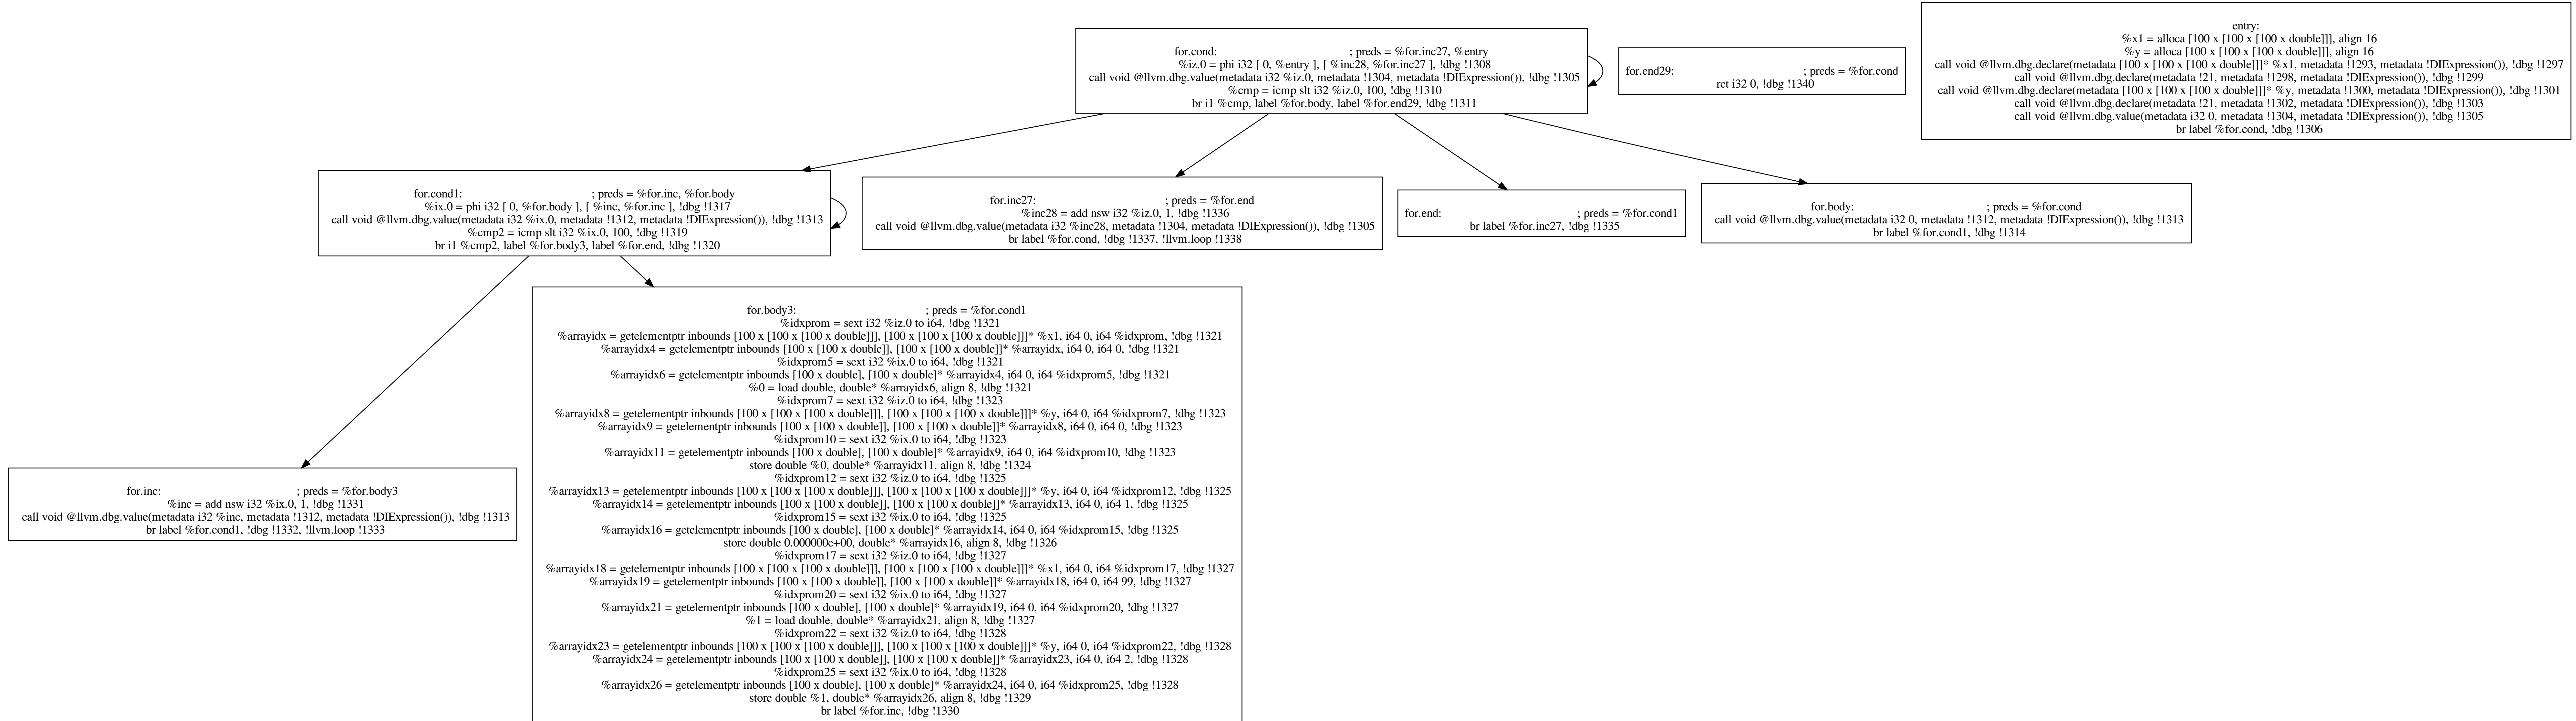 for.cond: ; preds = %for.inc27, %entry
%iz.0 = phi i32 [ 0, %entry ], [ %inc28, %for.inc27 ], !dbg !1308
call void @llvm.dbg.value(metadata i32 %iz.0, metadata !1304, metadata !DIExpression()), !dbg !1305
%cmp = icmp slt i32 %iz.0, 100, !dbg !1310
br i1 %cmp, label %for.body, label %for.end29, !dbg !1311
for.end29: ; preds = %for.cond
ret i32 0, !dbg !1340
entry:
%x1 = alloca [100 x [100 x [100 x double]]], align 16
%y = alloca [100 x [100 x [100 x double]]], align 16
call void @llvm.dbg.declare(metadata [100 x [100 x [100 x double]]]* %x1, metadata !1293, metadata !DIExpression()), !dbg !1297
call void @llvm.dbg.declare(metadata !21, metadata !1298, metadata !DIExpression()), !dbg !1299
call void @llvm.dbg.declare(metadata [100 x [100 x [100 x double]]]* %y, metadata !1300, metadata !DIExpression()), !dbg !1301
call void @llvm.dbg.declare(metadata !21, metadata !1302, metadata !DIExpression()), !dbg !1303
call void @llvm.dbg.value(metadata i32 0, metadata !1304, metadata !DIExpression()), !dbg !1305
br label %for.cond, !dbg !1306
for.cond1: ; preds = %for.inc, %for.body
%ix.0 = phi i32 [ 0, %for.body ], [ %inc, %for.inc ], !dbg !1317
call void @llvm.dbg.value(metadata i32 %ix.0, metadata !1312, metadata !DIExpression()), !dbg !1313
%cmp2 = icmp slt i32 %ix.0, 100, !dbg !1319
br i1 %cmp2, label %for.body3, label %for.end, !dbg !1320
for.inc27: ; preds = %for.end
%inc28 = add nsw i32 %iz.0, 1, !dbg !1336
call void @llvm.dbg.value(metadata i32 %inc28, metadata !1304, metadata !DIExpression()), !dbg !1305
br label %for.cond, !dbg !1337, !llvm.loop !1338
for.end: ; preds = %for.cond1
br label %for.inc27, !dbg !1335
for.body: ; preds = %for.cond
call void @llvm.dbg.value(metadata i32 0, metadata !1312, metadata !DIExpression()), !dbg !1313
br label %for.cond1, !dbg !1314
for.inc: ; preds = %for.body3
%inc = add nsw i32 %ix.0, 1, !dbg !1331
call void @llvm.dbg.value(metadata i32 %inc, metadata !1312, metadata !DIExpression()), !dbg !1313
br label %for.cond1, !dbg !1332, !llvm.loop !1333
for.body3: ; preds = %for.cond1
%idxprom = sext i32 %iz.0 to i64, !dbg !1321
%arrayidx = getelementptr inbounds [100 x [100 x [100 x double]]], [100 x [100 x [100 x double]]]* %x1, i64 0, i64 %idxprom, !dbg !1321
%arrayidx4 = getelementptr inbounds [100 x [100 x double]], [100 x [100 x double]]* %arrayidx, i64 0, i64 0, !dbg !1321
%idxprom5 = sext i32 %ix.0 to i64, !dbg !1321
%arrayidx6 = getelementptr inbounds [100 x double], [100 x double]* %arrayidx4, i64 0, i64 %idxprom5, !dbg !1321
%0 = load double, double* %arrayidx6, align 8, !dbg !1321
%idxprom7 = sext i32 %iz.0 to i64, !dbg !1323
%arrayidx8 = getelementptr inbounds [100 x [100 x [100 x double]]], [100 x [100 x [100 x double]]]* %y, i64 0, i64 %idxprom7, !dbg !1323
%arrayidx9 = getelementptr inbounds [100 x [100 x double]], [100 x [100 x double]]* %arrayidx8, i64 0, i64 0, !dbg !1323
%idxprom10 = sext i32 %ix.0 to i64, !dbg !1323
%arrayidx11 = getelementptr inbounds [100 x double], [100 x double]* %arrayidx9, i64 0, i64 %idxprom10, !dbg !1323
store double %0, double* %arrayidx11, align 8, !dbg !1324
%idxprom12 = sext i32 %iz.0 to i64, !dbg !1325
%arrayidx13 = getelementptr inbounds [100 x [100 x [100 x double]]], [100 x [100 x [100 x double]]]* %y, i64 0, i64 %idxprom12, !dbg !1325
%arrayidx14 = getelementptr inbounds [100 x [100 x double]], [100 x [100 x double]]* %arrayidx13, i64 0, i64 1, !dbg !1325
%idxprom15 = sext i32 %ix.0 to i64, !dbg !1325
%arrayidx16 = getelementptr inbounds [100 x double], [100 x double]* %arrayidx14, i64 0, i64 %idxprom15, !dbg !1325
store double 0.000000e+00, double* %arrayidx16, align 8, !dbg !1326
%idxprom17 = sext i32 %iz.0 to i64, !dbg !1327
%arrayidx18 = getelementptr inbounds [100 x [100 x [100 x double]]], [100 x [100 x [100 x double]]]* %x1, i64 0, i64 %idxprom17, !dbg !1327
%arrayidx19 = getelementptr inbounds [100 x [100 x double]], [100 x [100 x double]]* %arrayidx18, i64 0, i64 99, !dbg !1327
%idxprom20 = sext i32 %ix.0 to i64, !dbg !1327
%arrayidx21 = getelementptr inbounds [100 x double], [100 x double]* %arrayidx19, i64 0, i64 %idxprom20, !dbg !1327
%1 = load double, double* %arrayidx21, align 8, !dbg !1327
%idxprom22 = sext i32 %iz.0 to i64, !dbg !1328
%arrayidx23 = getelementptr inbounds [100 x [100 x [100 x double]]], [100 x [100 x [100 x double]]]* %y, i64 0, i64 %idxprom22, !dbg !1328
%arrayidx24 = getelementptr inbounds [100 x [100 x double]], [100 x [100 x double]]* %arrayidx23, i64 0, i64 2, !dbg !1328
%idxprom25 = sext i32 %ix.0 to i64, !dbg !1328
%arrayidx26 = getelementptr inbounds [100 x double], [100 x double]* %arrayidx24, i64 0, i64 %idxprom25, !dbg !1328
store double %1, double* %arrayidx26, align 8, !dbg !1329
br label %for.inc, !dbg !1330